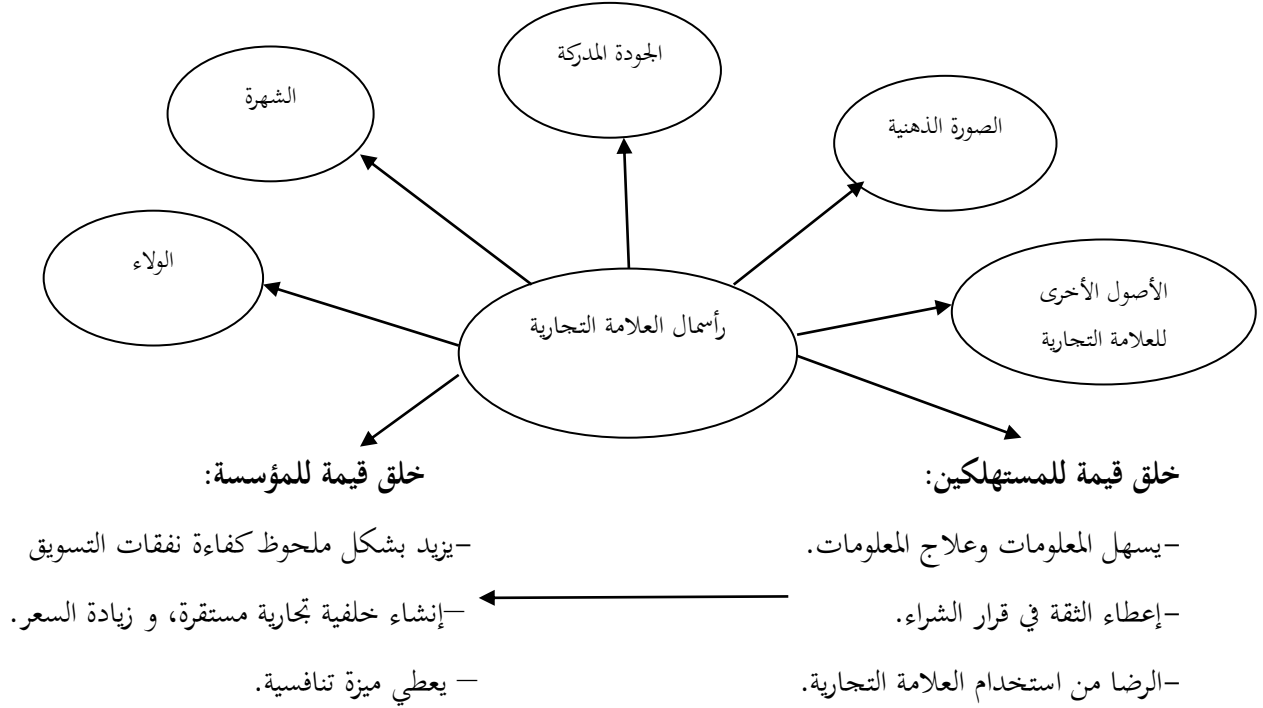 الجودة المدركة
الشهرة
الصورة الذهنية
الولاء
الأصول الأخرى
للعلامة التجارية
رأسمال العلامة التجارية
خلق قيمة للمستهلكين:
–يسهل المعلومات وعلاج المعلومات.
–إعطاء الثقة في قرار الشراء.
–الرضا من استخدام العلامة التجارية.
خلق قيمة للمؤسسة:
–يزيد بشكل ملحوظ كفاءة نفقات التسويق
—إنشاء خلفية تجارية مستقرة، و زيادة السعر.
— يعطي ميزة تنافسية.